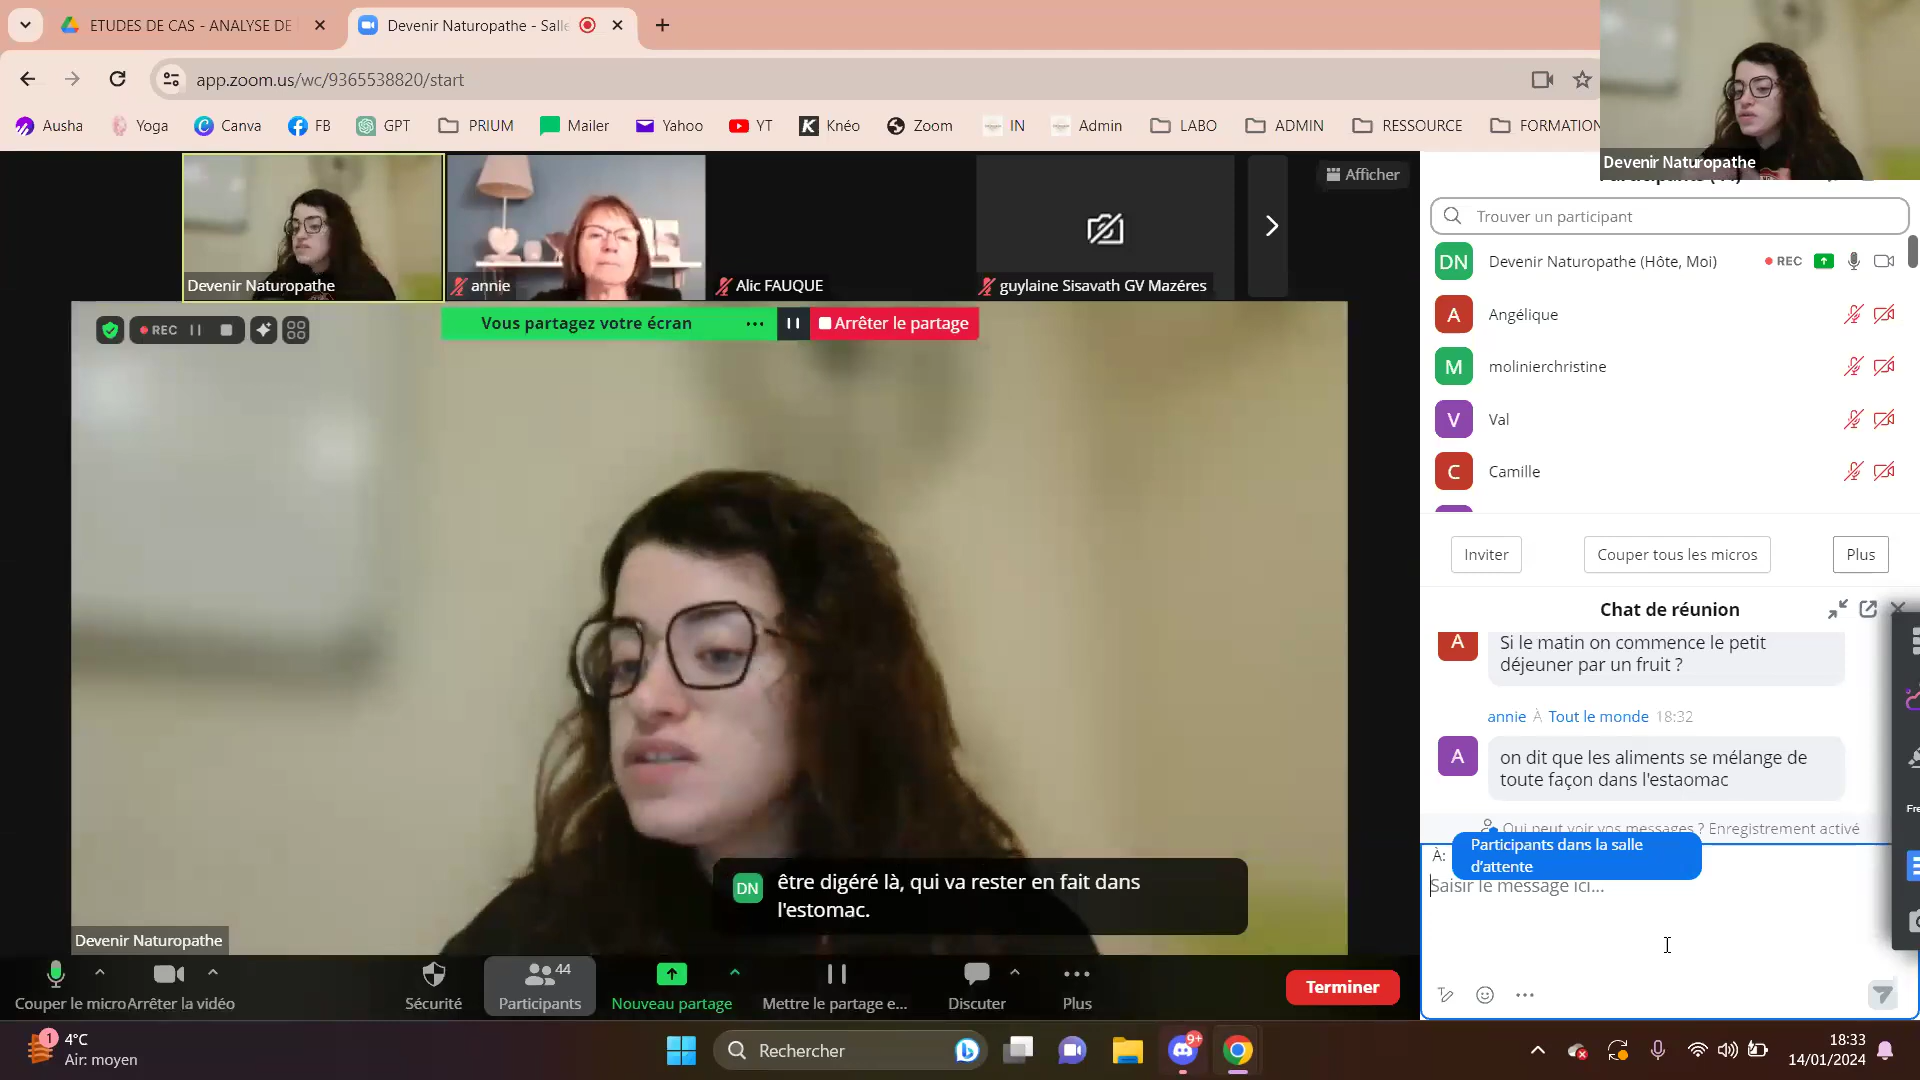 ETUDES DE CAS - ANALYSE DE
Devenir Naturopathe - Salle
app.zoom.us/wc/9365538820/start
Ausha
Yoga
Canva
FB
GPT
PRIUM
Mailer
Yahoo
YT
Knéo
Zoom
IN
Admin
LABO
ADMIN
RESSOURCE
FORMATION
Devenir Naturopathe
Devenir Naturopathe
annie
Alic FAUQUE
guylaine Sisavath GV Mazéres
Afficher
REC
Vous partagez votre écran
Arrêter le partage
Trouver un participant
DN
Devenir Naturopathe (Hôte, Moi)
REC
A
Angélique
M
molinierchristine
V
Val
C
Camille
Inviter
Couper tous les micros
Plus
Chat de réunion
A
Si le matin on commence le petit
déjeuner par un fruit ?
annie À Tout le monde 18:32
A
on dit que les aliments se mélange de
toute façon dans l'estaomac
Qui peut voir vos messages ? Enregistrement activé
À:
Participants dans la salle
d'attente
Saisir le message ici...
DN
être digéré là, qui va rester en fait dans
l'estomac.
Devenir Naturopathe
Couper le micro
Arrêter la vidéo
Sécurité
44
Participants
Nouveau partage
Mettre le partage e...
Discuter
Plus
Terminer
1
4°C
Air: moyen
Rechercher
9+
18:33
14/01/2024